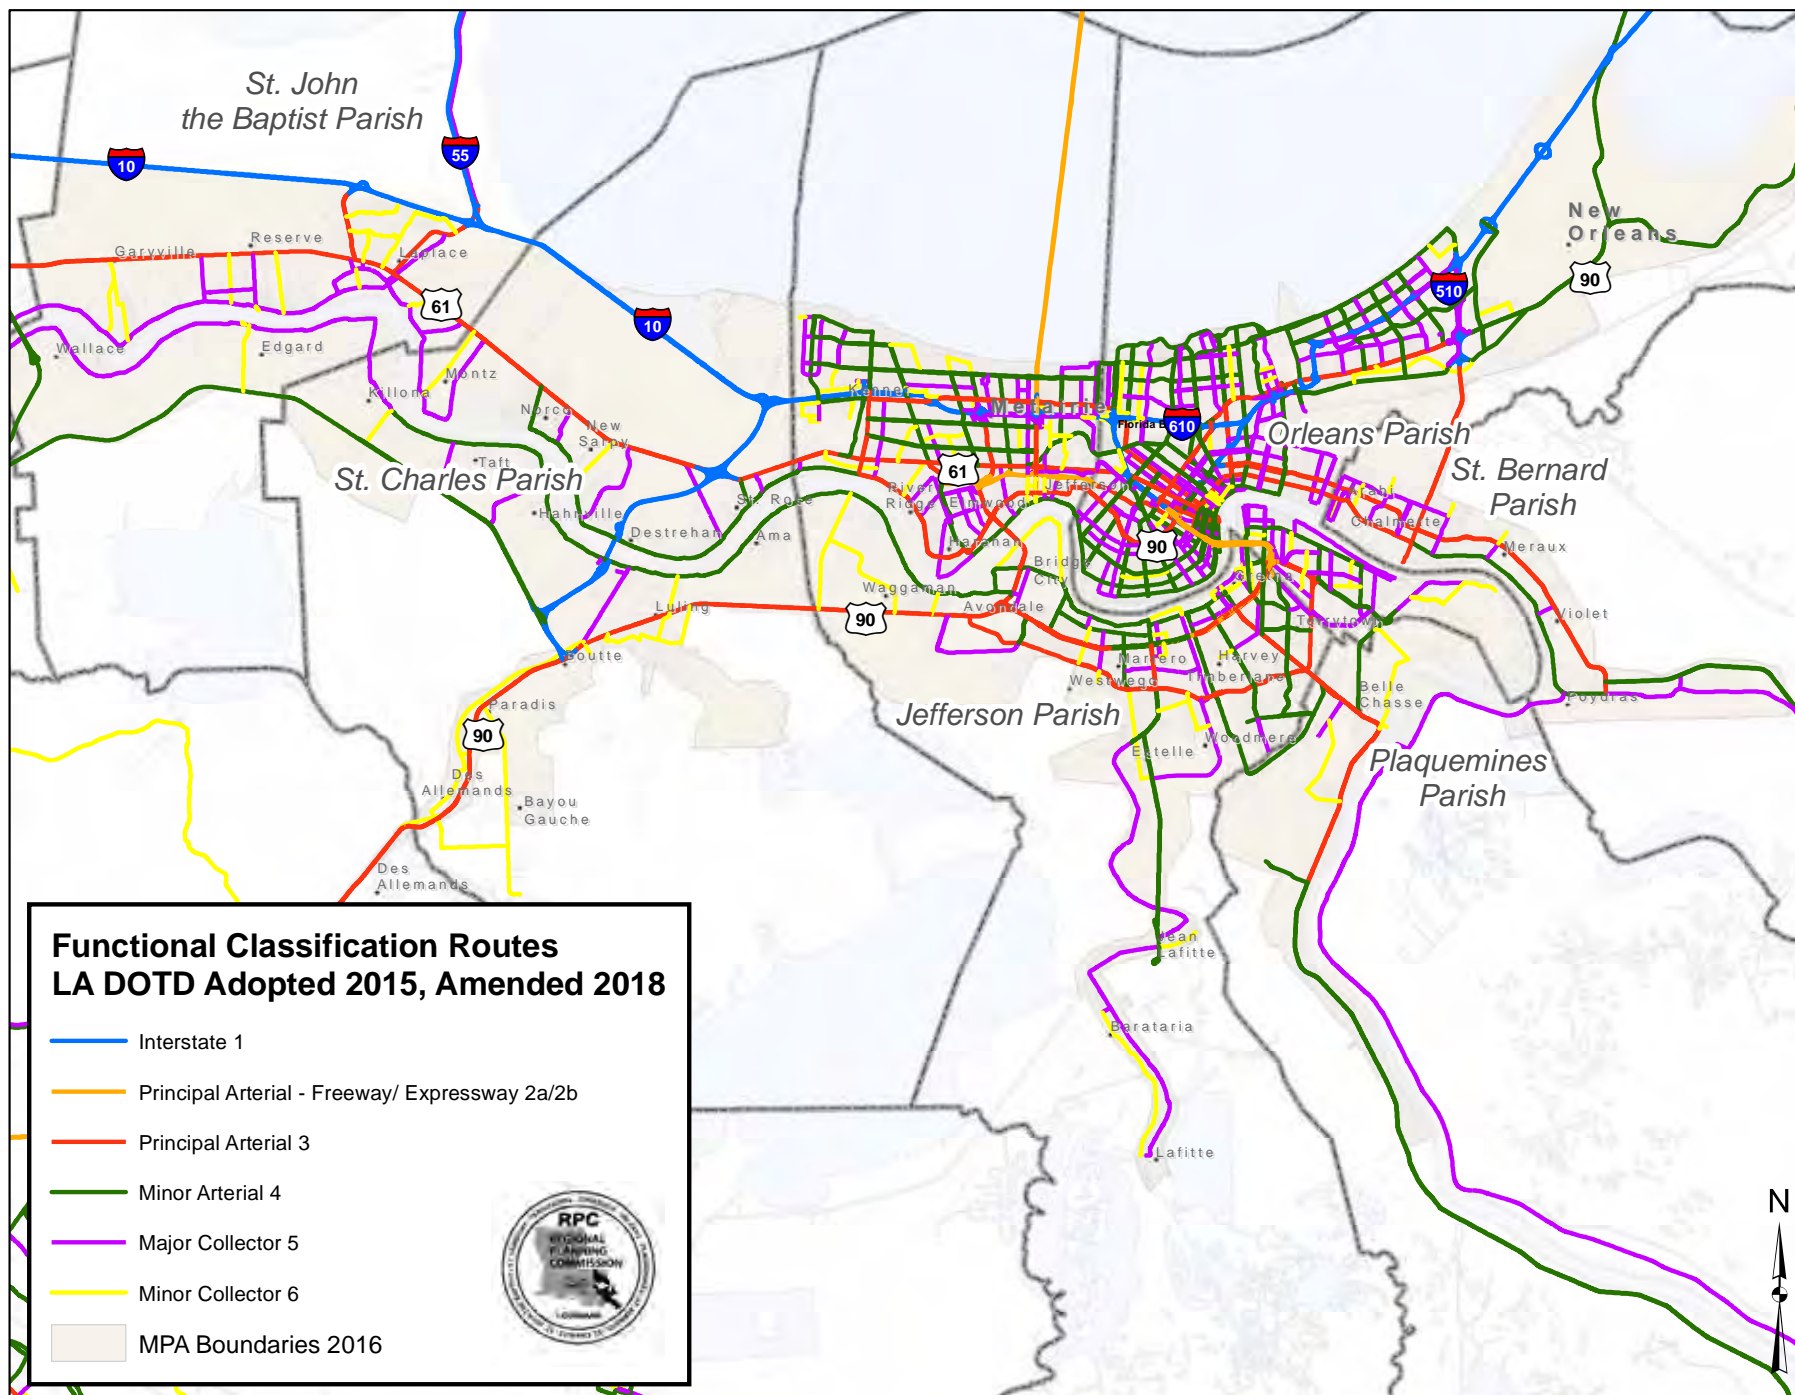 St. John
the Baptist Parish
10
55
New
Orleans
Reserve
Garyville
Laplace
90
510
61
10
Wallace
Edgard
Montz
Killona
Kenner
Metairie
610
Norco
New
Sarpy
Orleans Parish
St. Bernard
Parish
Taft
St. Charles Parish
61
River
Ridge
Elmwood
Jefferson
St. Rose
Arabi
Chalmette
Hahnville
Destrehan
Ama
Harahan
90
Meraux
Bridge
City
Gretna
Waggaman
Luling
90
Avondale
Terrytown
Violet
Boutte
Marrero
Harvey
Westwego
Timberlane
Belle
Chasse
Poydras
Paradis
90
Jefferson Parish
Woodmere
Estelle
Plaquemines
Parish
Des
Allemands
Bayou
Gauche
Des
Allemands
Jean
Lafitte
Barataria
Lafitte
Functional Classification Routes
LA DOTD Adopted 2015, Amended 2018
Interstate 1
Principal Arterial - Freeway/ Expressway 2a/2b
Principal Arterial 3
Minor Arterial 4
Major Collector 5
Minor Collector 6
MPA Boundaries 2016
RPC
REGIONAL
PLANNING
COMMISSION
N